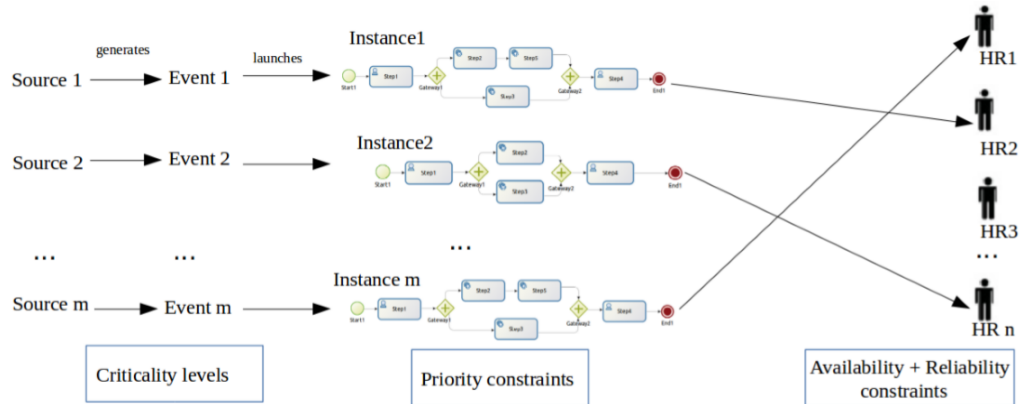 generates
launches
Instance1
Source 1
Event 1
Start1
Step1
Gateway1
Step2
Step5
Step3
Gateway2
Step4
End1
HR1
Source 2
Event 2
Instance2
Start1
Step1
Gateway1
Step2
Step3
Gateway2
Step4
End1
HR2
HR3
...
...
...
...
Source m
Event m
Instance m
Start1
Step1
Gateway1
Step2
Step5
Step3
Gateway2
Step4
End1
HR n
Criticality levels
Priority constraints
Availability + Reliability
constraints